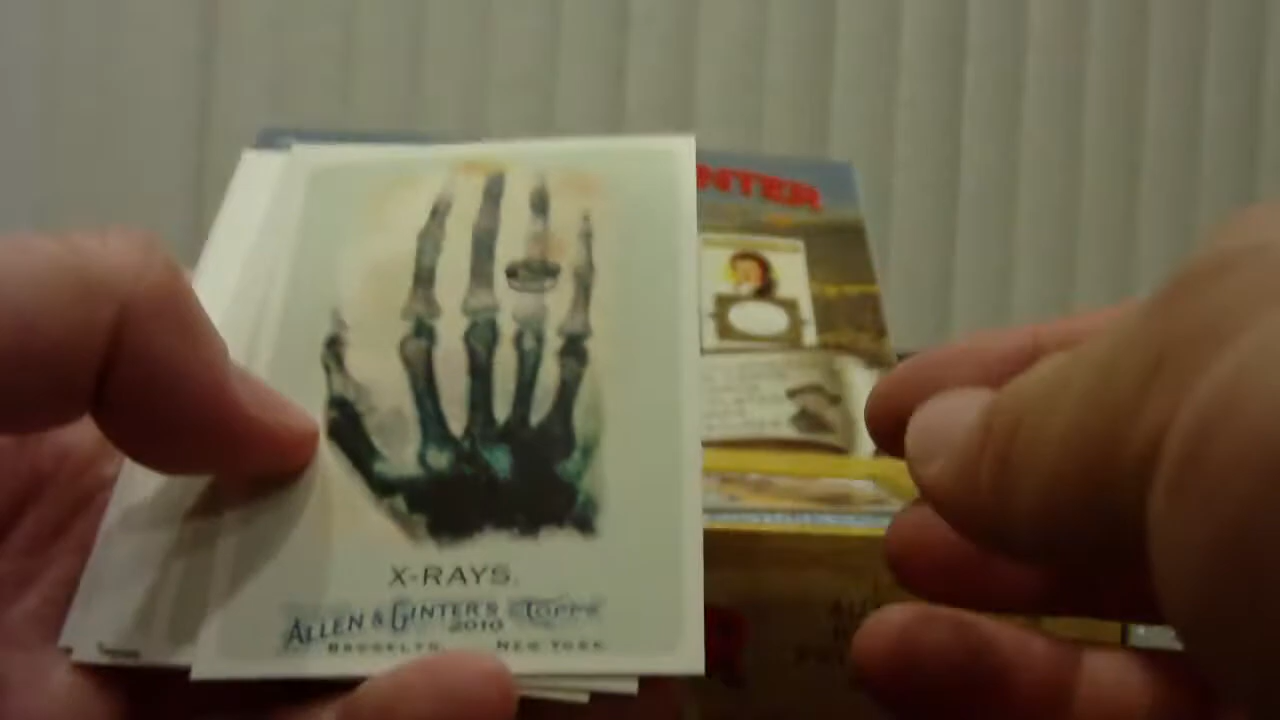 NTER
X-RAYS.
ALLEN & GINTER'S TOPPS
2010
BROOKLYN, NEW YORK